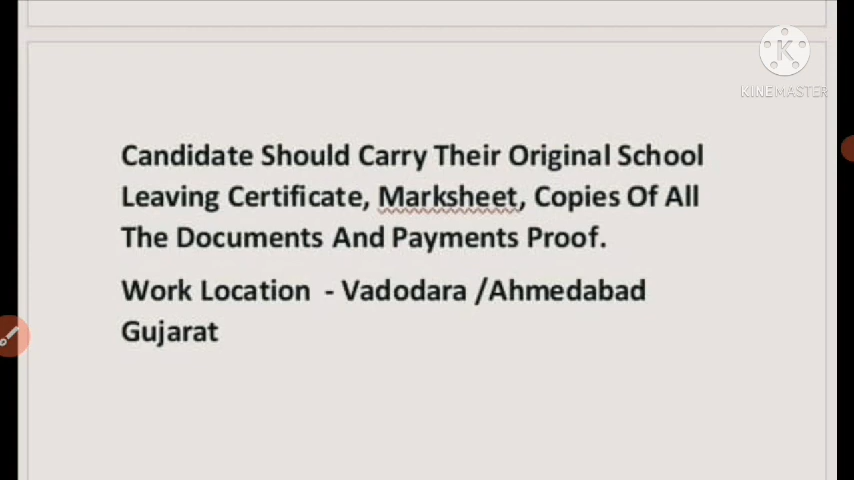 KINEMASTER
Candidate Should Carry Their Original School
Leaving Certificate, Marksheet, Copies Of All
The Documents And Payments Proof.
Work Location - Vadodara /Ahmedabad
Gujarat